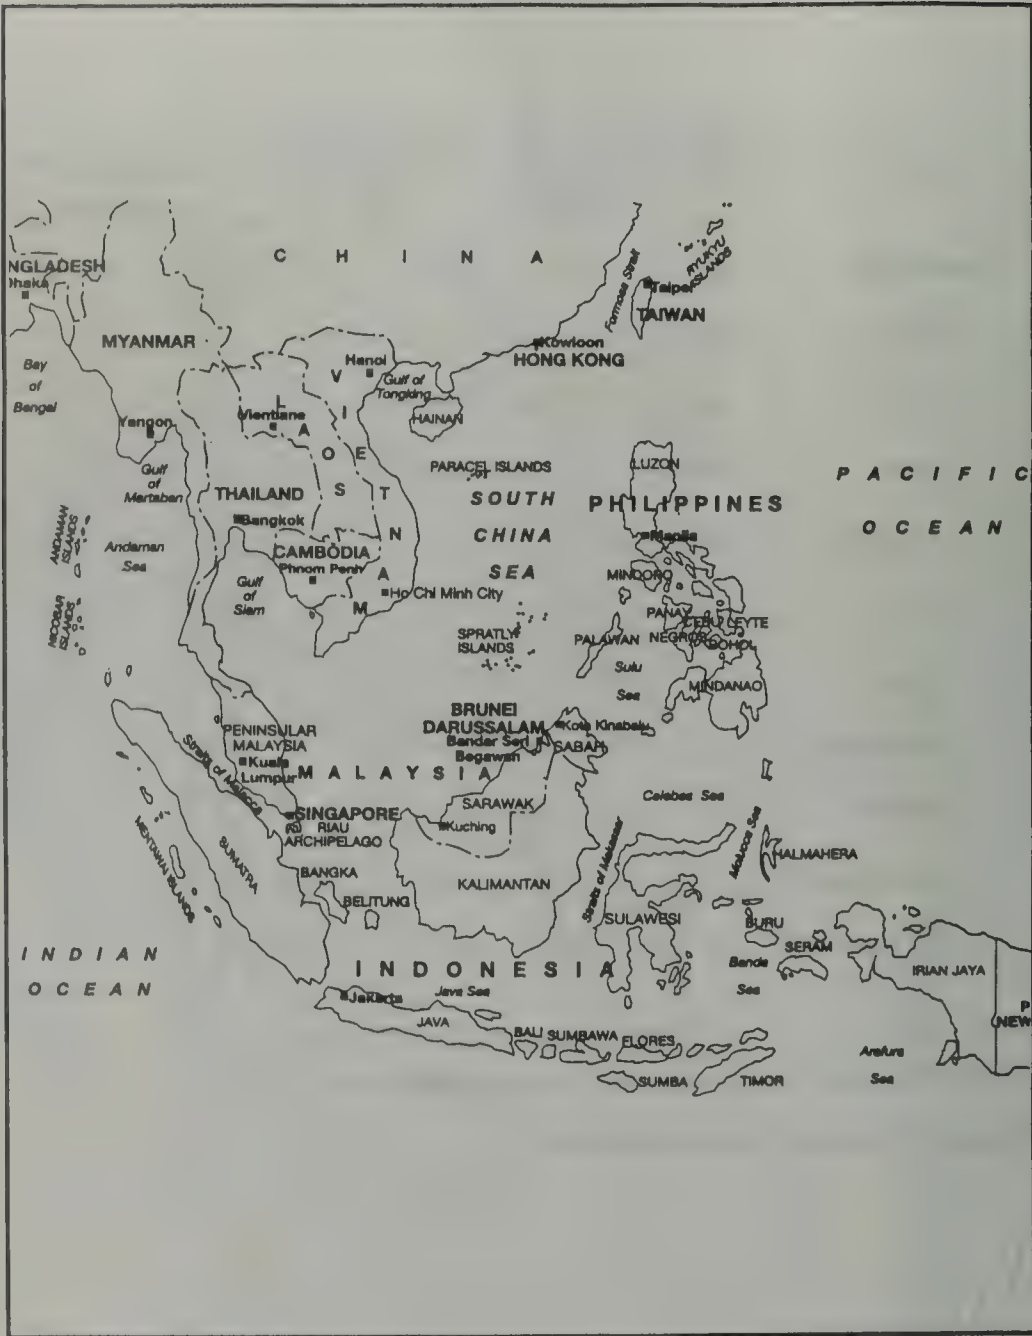 C H I N A
RYUKYU
ISLANDS
Formosa Strait
NGLADESH
Dhaka
Taipei
TAIWAN
MYANMAR
Kowloon
HONG KONG
Bay
of
Bengal
Hanoi
Gulf of
Tongking
HAINAN
V I E T N A M
L A O S
Vientiane
Yangon
Gulf
of
Martaban
PARACEL ISLANDS
LUZON
P A C I F I C
O C E A N
THAILAND
SOUTH
CHINA
SEA
PHILIPPINES
Bangkok
Manila
ANDAMAN
ISLANDS
Andaman
Sea
CAMBODIA
Phnom Penh
Gulf
of
Siam
Ho Chi Minh City
MINDORO
NICOBAR
ISLANDS
SPRATLY
ISLANDS
PANAY
CEBU LEYTE
PALAWAN
NEGROS
BOHOL
Sulu
Sea
MINDANAO
BRUNEI
DARUSSALAM
Bandar Seri
Begawan
Kota Kinabalu
SABAH
PENINSULAR
MALAYSIA
Kuala
Lumpur
Straits of Malacca
M A L A Y S I A
Celebes Sea
SARAWAK
Kuching
SINGAPORE
RIAU
ARCHIPELAGO
Molucca Sea
HALMAHERA
MENTAWAI ISLANDS
SUMATRA
BANGKA
BELITUNG
KALIMANTAN
Straits of Makassar
SULAWESI
BURU
SERAM
I N D I A N
O C E A N
I N D O N E S I A
Banda
Sea
IRIAN JAYA
Jakarta
Java Sea
JAVA
P
NEW
BALI
SUMBAWA
FLORES
SUMBA
TIMOR
Arafura
Sea